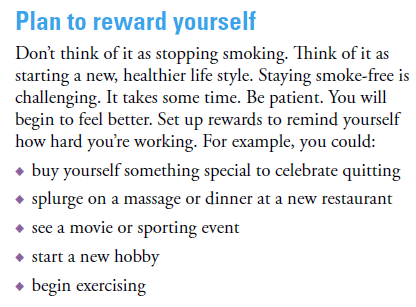 Plan to reward yourself
Don’t think of it as stopping smoking. Think of it as
starting a new, healthier life style. Staying smoke-free is
challenging. It takes some time. Be patient. You will
begin to feel better. Set up rewards to remind yourself
how hard you’re working. For example, you could:
◆ buy yourself something special to celebrate quitting
◆ splurge on a massage or dinner at a new restaurant
◆ see a movie or sporting event
◆ start a new hobby
◆ begin exercising